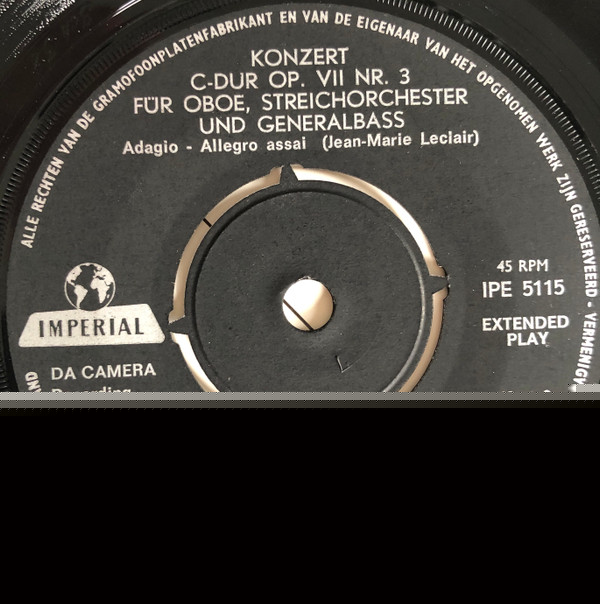 ALLE RECHTEN VAN DE GRAMOFOONPLATENFABRIKANT EN VAN DE EIGENAAR VAN HET OPGENOMEN WERK ZIJN GERESERVEERD •
KONZERT
C-DUR OP. VII NR. 3
FÜR OBOE, STREICHORCHESTER
UND GENERALBASS
Adagio - Allegro assai (Jean-Marie Leclair)
45 RPM
IPE 5115
EXTENDED
PLAY
IMPERIAL
DA CAMERA
Recording